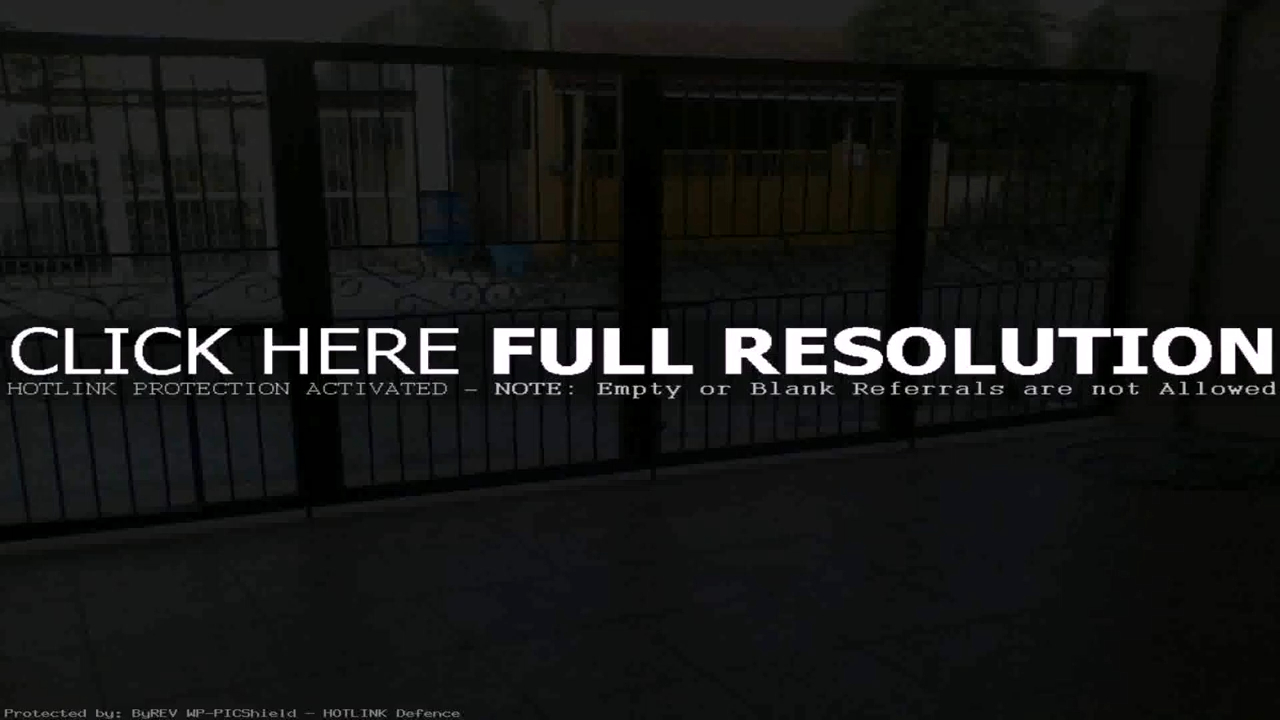 CLICK HERE FULL RESOLUTION
HOTLINK PROTECTION ACTIVATED – NOTE: Empty or Blank Referrals are not Allowed
Protected by: ByREV WP-PICShield – HOTLINK Defence